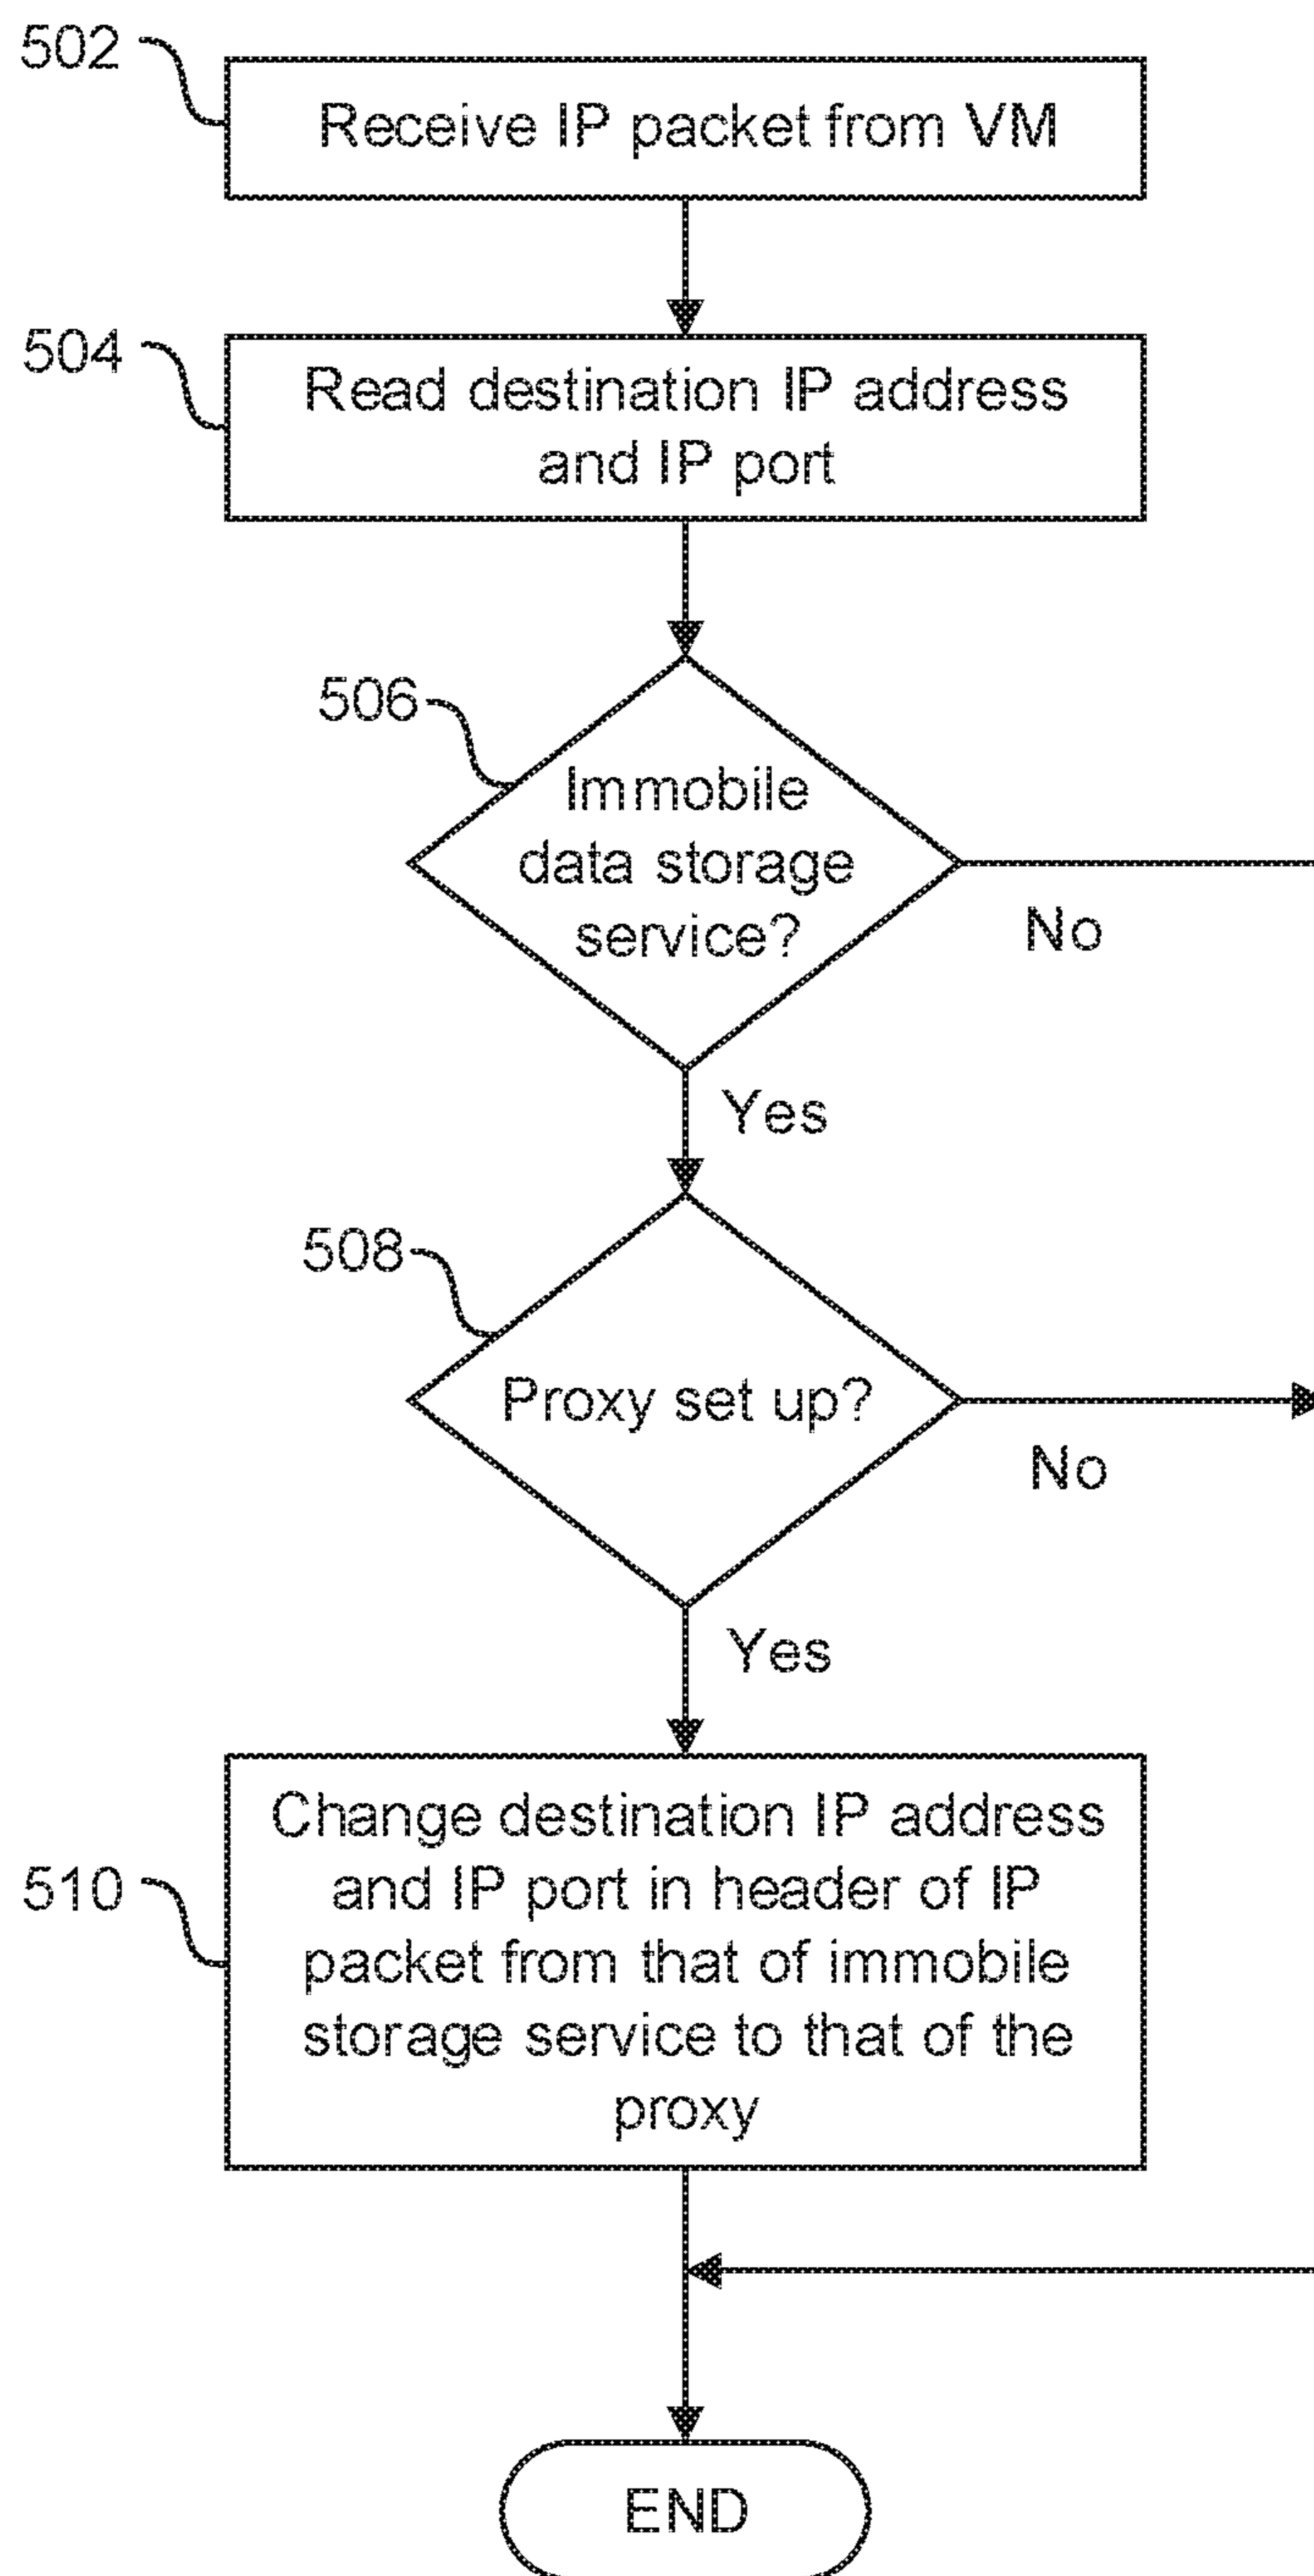 502
Receive IP packet from VM
504
Read destination IP address
and IP port
506
Immobile
data storage
service?
No
Yes
508
Proxy set up?
No
Yes
510
Change destination IP address
and IP port in header of IP
packet from that of immobile
storage service to that of the
proxy
END